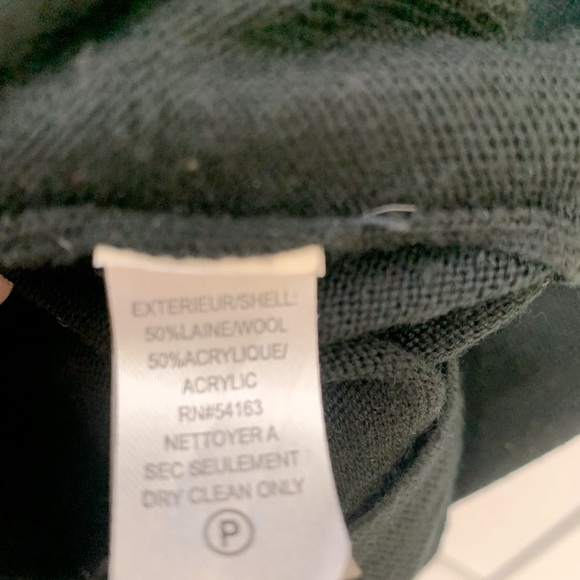 EXTERIEUR/SHELL:
50%LAINE/WOOL
50%ACRYLIQUE/
ACRYLIC
RN#54163
NETTOYER A
SEC SEULEMENT
DRY CLEAN ONLY
P